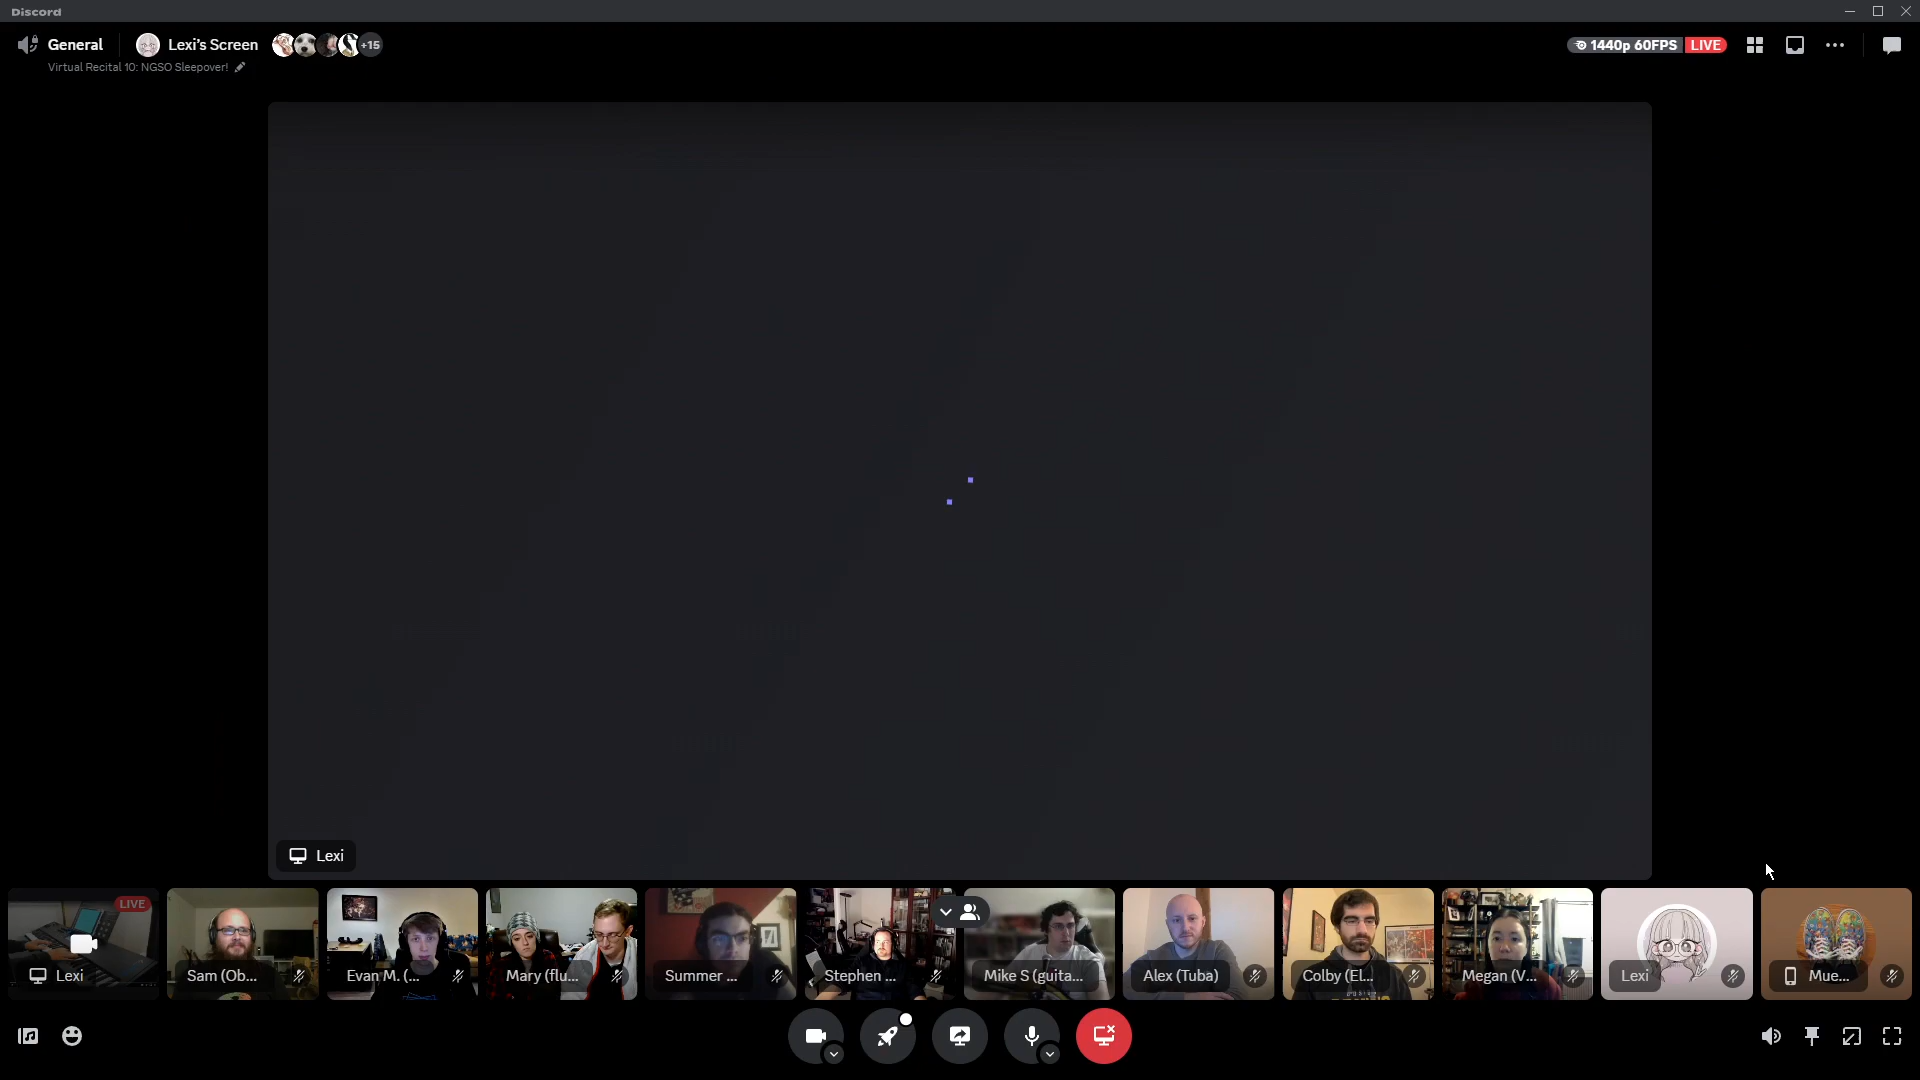 Discord
General
Lexi's Screen
+15
1440p 60FPS
LIVE
Virtual Recital 10: NGSO Sleepover!
Lexi
LIVE
Lexi
Sam (Ob...
Evan M. (...
Mary (flu...
Summer ...
Stephen ...
Mike S (guita...
Alex (Tuba)
Colby (El...
Megan (V...
Lexi
Mue...